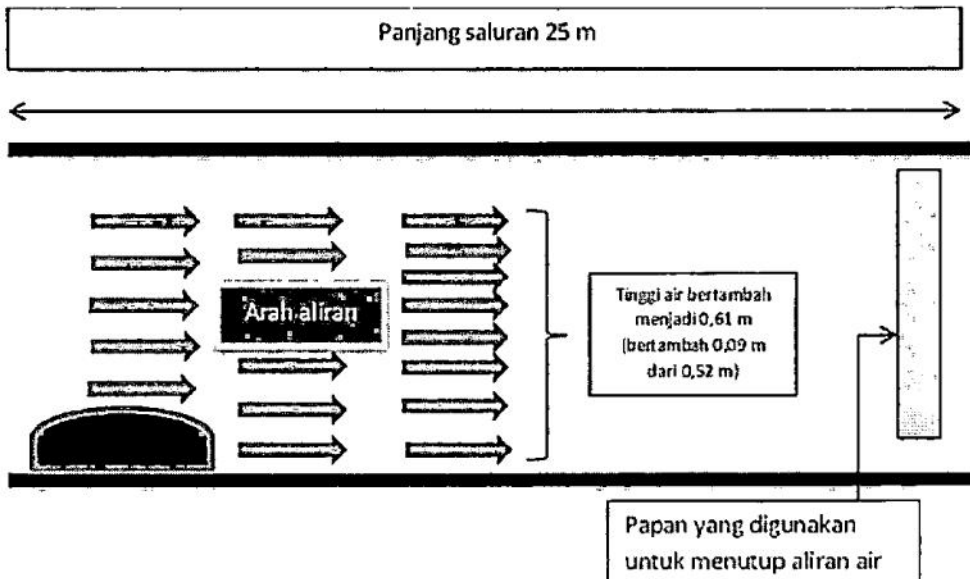 Panjang saluran 25 m
Arah aliran
Tinggi air bertambah
menjadi 0,61 m
(bertambah 0,09 m
dari 0,52 m)
Papan yang digunakan
untuk menutup aliran air